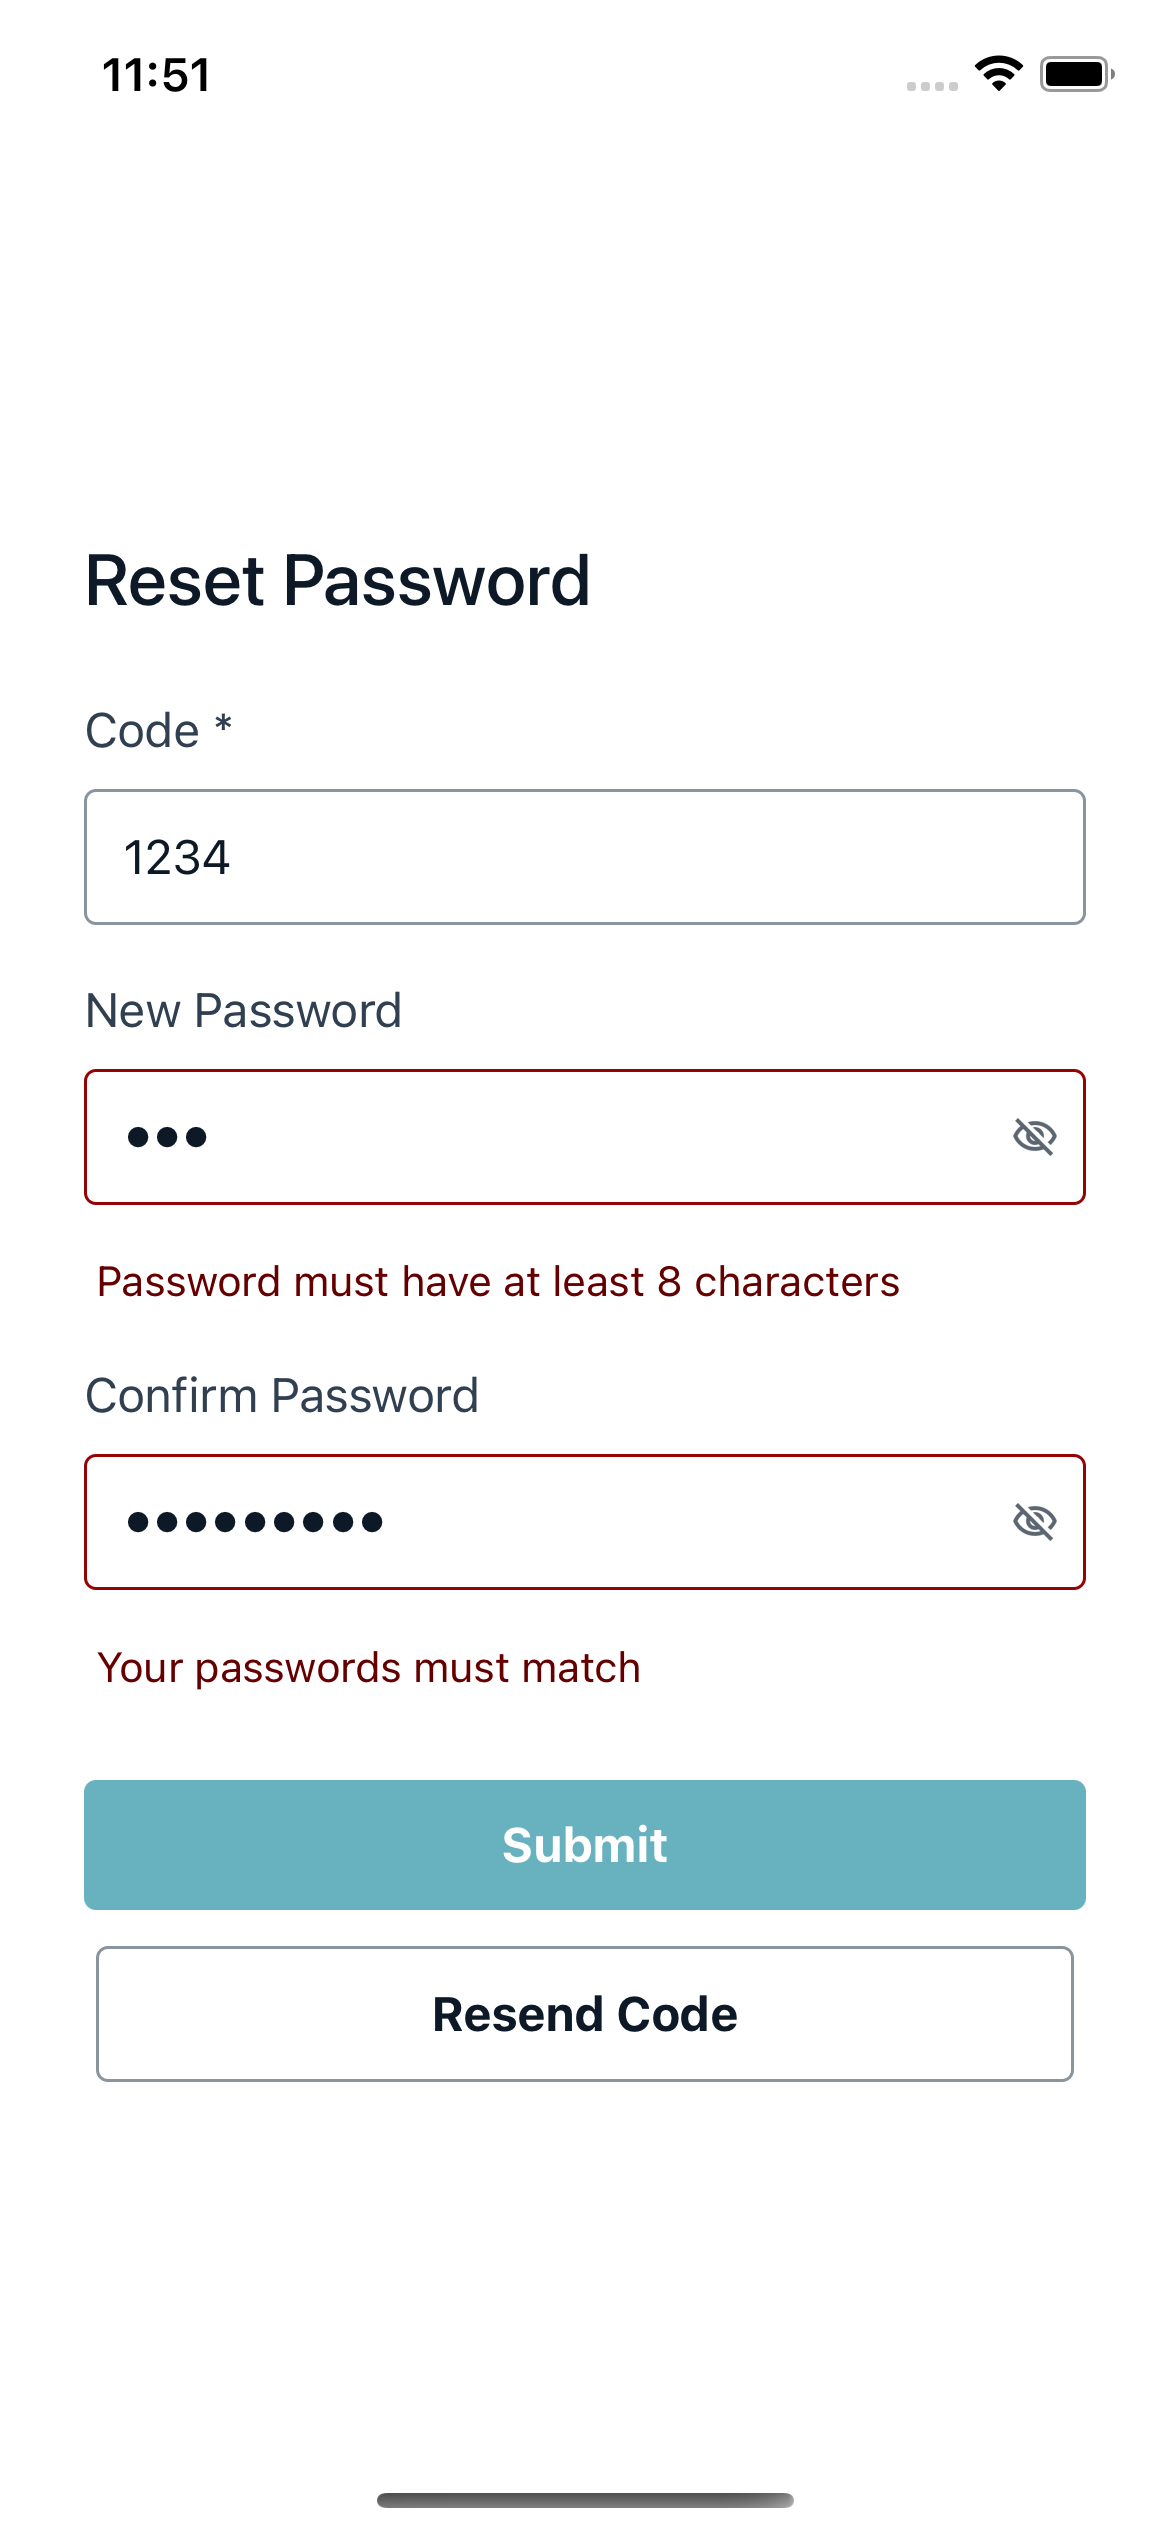 11:51
Reset Password
Code *
1234
New Password
•••
Password must have at least 8 characters
Confirm Password
•••••••••
Your passwords must match
Submit
Resend Code